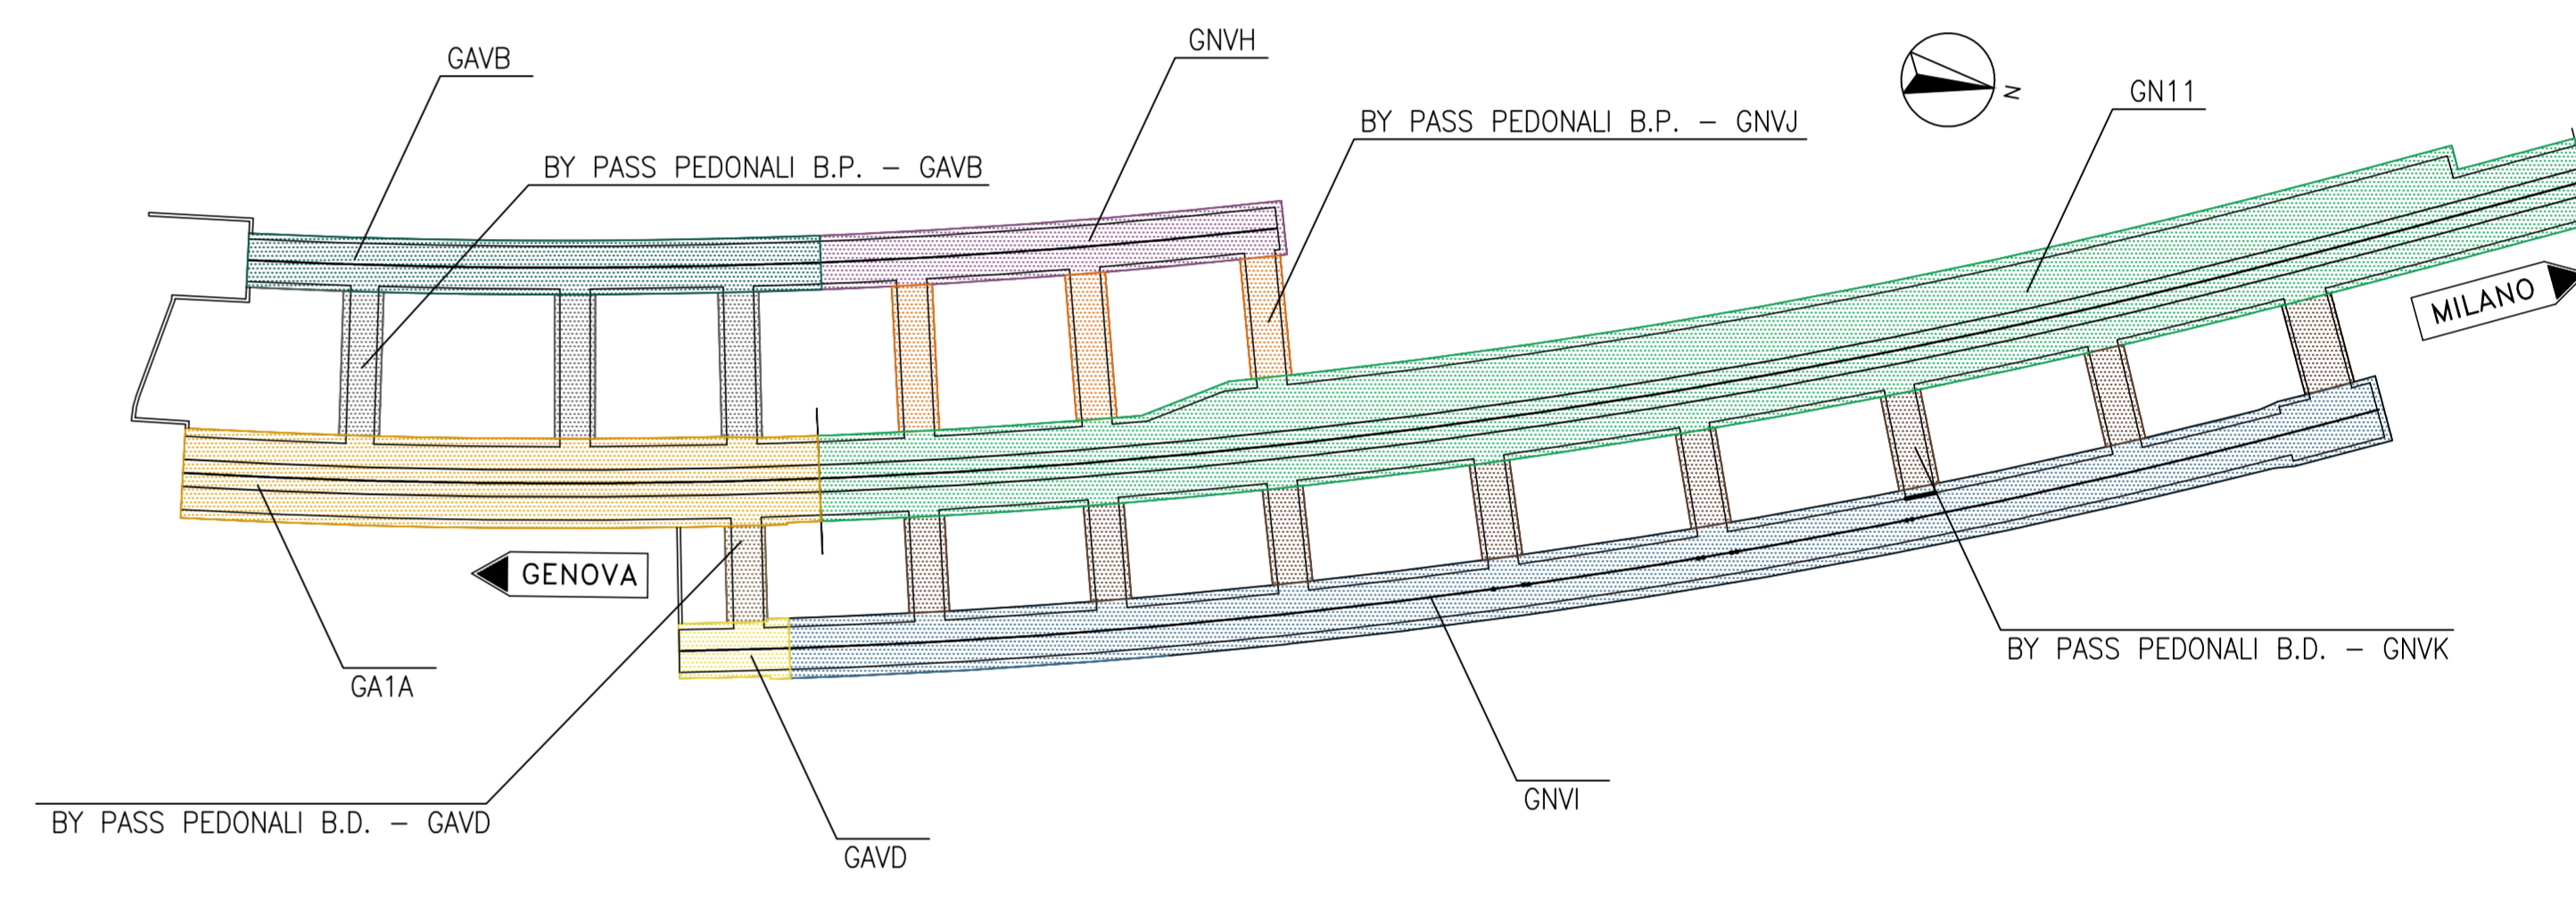 GNVH
GAVB
GN11
BY PASS PEDONALI B.P. - GNVJ
N
BY PASS PEDONALI B.P. - GAVB
MILANO
GENOVA
BY PASS PEDONALI B.D. - GNVK
GA1A
GNVI
BY PASS PEDONALI B.D. - GAVD
GAVD